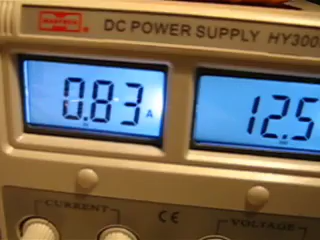 DC POWER SUPPLY HY300
0.83 A
12.5
CURRENT
CE
VOLTAGE